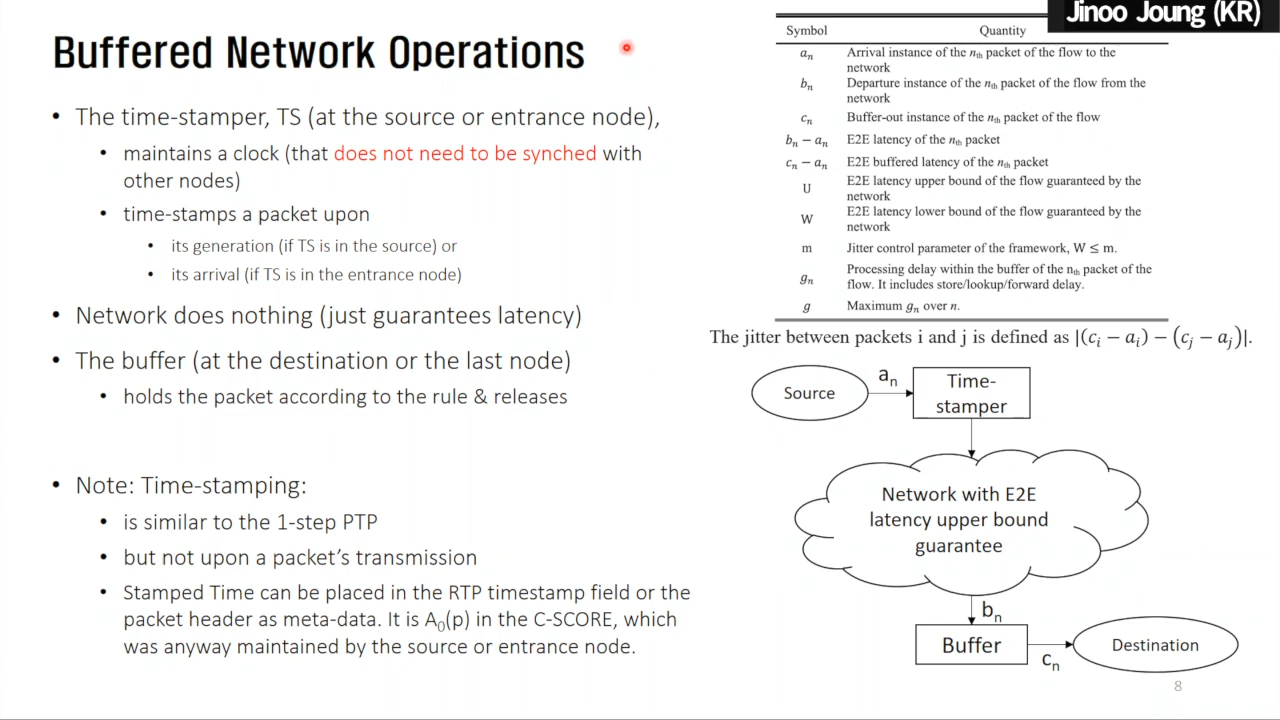 Jinoo Joung (KR)
Buffered Network Operations
• The time-stamper, TS (at the source or entrance node),
• maintains a clock (that does not need to be synched with
other nodes)
• time-stamps a packet upon
• its generation (if TS is in the source) or
• its arrival (if TS is in the entrance node)
• Network does nothing (just guarantees latency)
• The buffer (at the destination or the last node)
• holds the packet according to the rule & releases
• Note: Time-stamping:
• is similar to the 1-step PTP
• but not upon a packet's transmission
• Stamped Time can be placed in the RTP timestamp field or the
packet header as meta-data. It is A₀(p) in the C-SCORE, which
was anyway maintained by the source or entrance node.
Symbol Quantity
aₙ Arrival instance of the nₜₕ packet of the flow to the
network
bₙ Departure instance of the nₜₕ packet of the flow from the
network
cₙ Buffer-out instance of the nₜₕ packet of the flow
bₙ − aₙ E2E latency of the nₜₕ packet
cₙ − aₙ E2E buffered latency of the nₜₕ packet
U E2E latency upper bound of the flow guaranteed by the
network
W E2E latency lower bound of the flow guaranteed by the
network
m Jitter control parameter of the framework, W ≤ m.
gₙ Processing delay within the buffer of the nₜₕ packet of the
flow. It includes store/lookup/forward delay.
g Maximum gₙ over n.
The jitter between packets i and j is defined as |(cᵢ − aᵢ) − (cⱼ − aⱼ)|.
Source
aₙ
Time-
stamper
Network with E2E
latency upper bound
guarantee
bₙ
Buffer
cₙ
Destination
8